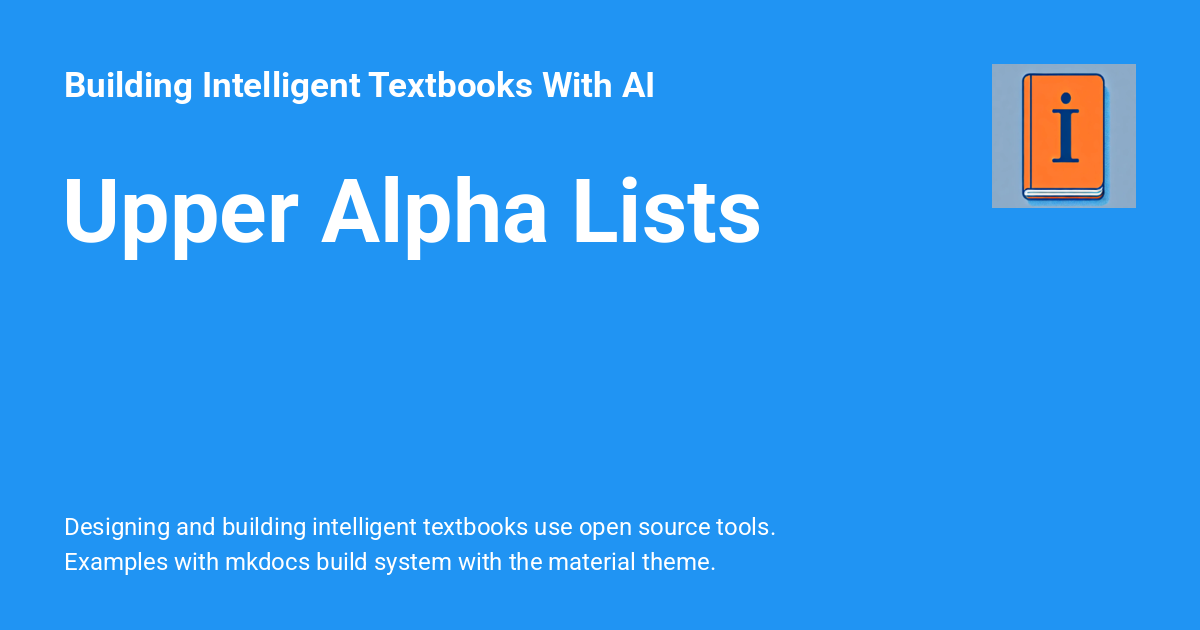 Building Intelligent Textbooks With AI
Upper Alpha Lists
i
Designing and building intelligent textbooks use open source tools.
Examples with mkdocs build system with the material theme.